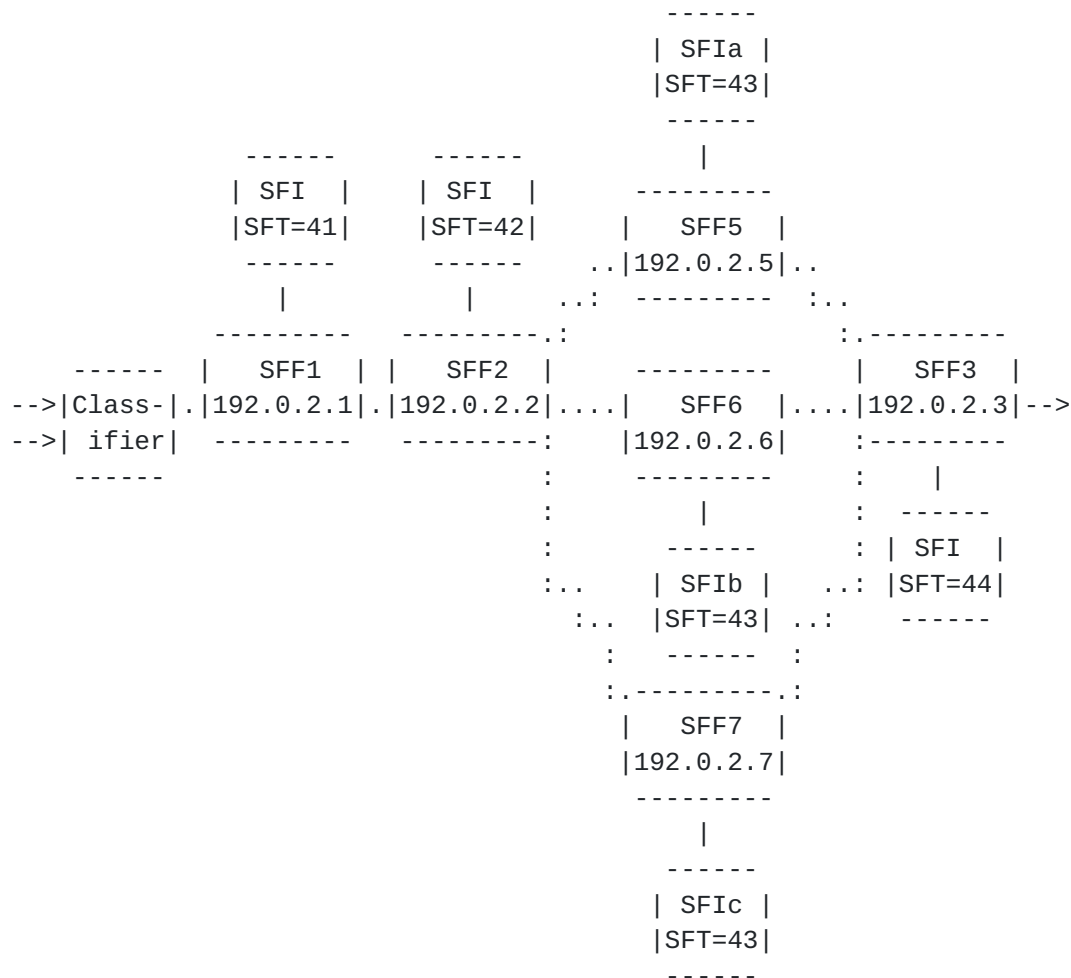 ------
                                         | SFIa |
                                         |SFT=43|
                                          ------
               ------      ------           |
              | SFI  |    | SFI  |      ---------
              |SFT=41|    |SFT=42|     |   SFF5  |
               ------      ------    ..|192.0.2.5|..
                 |           |    ..:  ---------  :..
             ---------   ---------.:                 :.---------
    ------  |   SFF1  | |   SFF2  |     ---------     |   SFF3  |
-->|Class-|.|192.0.2.1|.|192.0.2.2|....|   SFF6  |....|192.0.2.3|-->
-->| ifier|  ---------   ---------:    |192.0.2.6|    :---------
    ------                        :     ---------     :    |
                                  :         |         :  ------
                                  :       ------      : | SFI  |
                                  :..    | SFIb |   ..: |SFT=44|
                                    :..  |SFT=43| ..:    ------
                                      :   ------  :
                                      :.---------.:
                                       |   SFF7  |
                                       |192.0.2.7|
                                        ---------
                                            |
                                          ------
                                         | SFIc |
                                         |SFT=43|
                                          ------